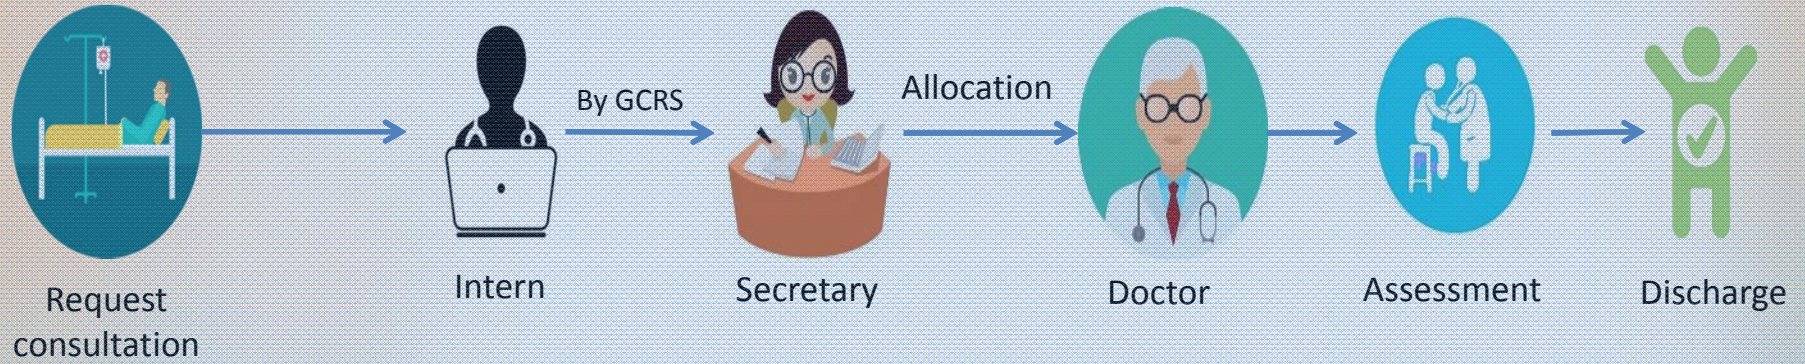 By GCRS
Allocation
Request
consultation
Intern
Secretary
Doctor
Assessment
Discharge